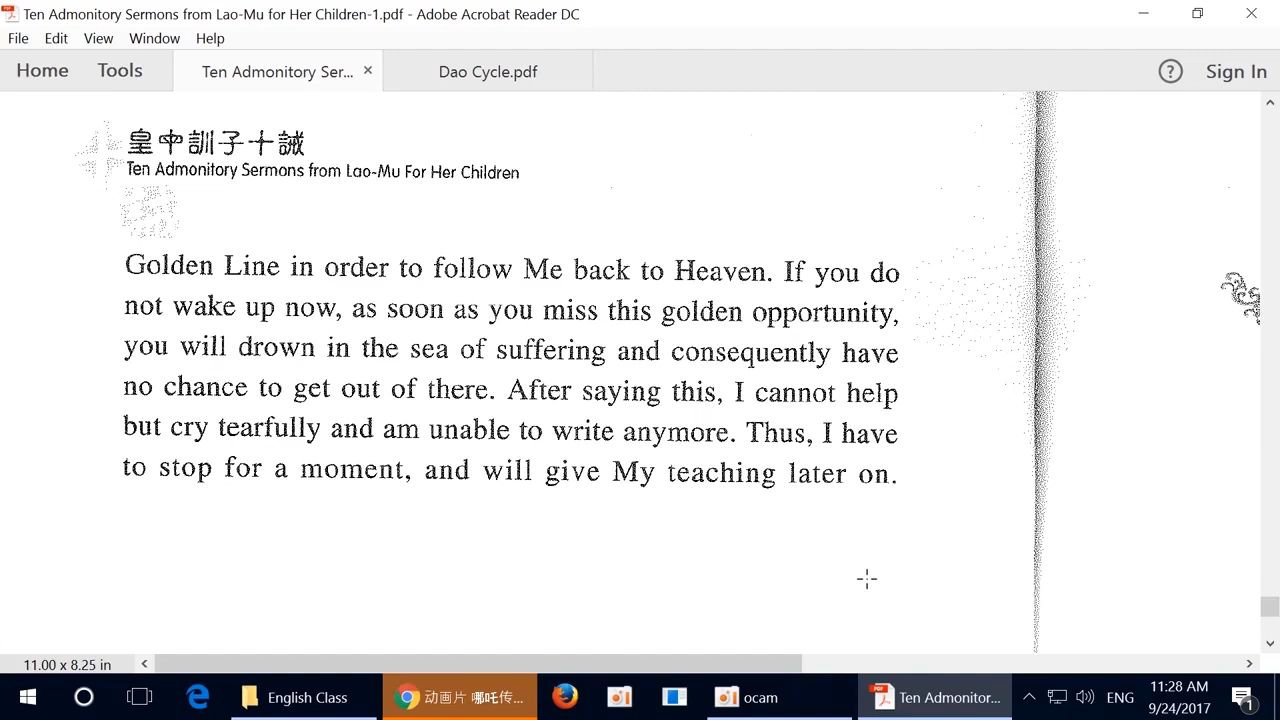 Ten Admonitory Sermons from Lao-Mu for Her Children-1.pdf - Adobe Acrobat Reader DC
File Edit View Window Help
Home Tools Ten Admonitory Ser... Dao Cycle.pdf ? Sign In
皇中訓子十誡
Ten Admonitory Sermons from Lao-Mu For Her Children
Golden Line in order to follow Me back to Heaven. If you do
not wake up now, as soon as you miss this golden opportunity,
you will drown in the sea of suffering and consequently have
no chance to get out of there. After saying this, I cannot help
but cry tearfully and am unable to write anymore. Thus, I have
to stop for a moment, and will give My teaching later on.
11.00 x 8.25 in
English Class 动画片 哪吒传... ocam Ten Admonitor... ENG 11:28 AM
9/24/2017 1